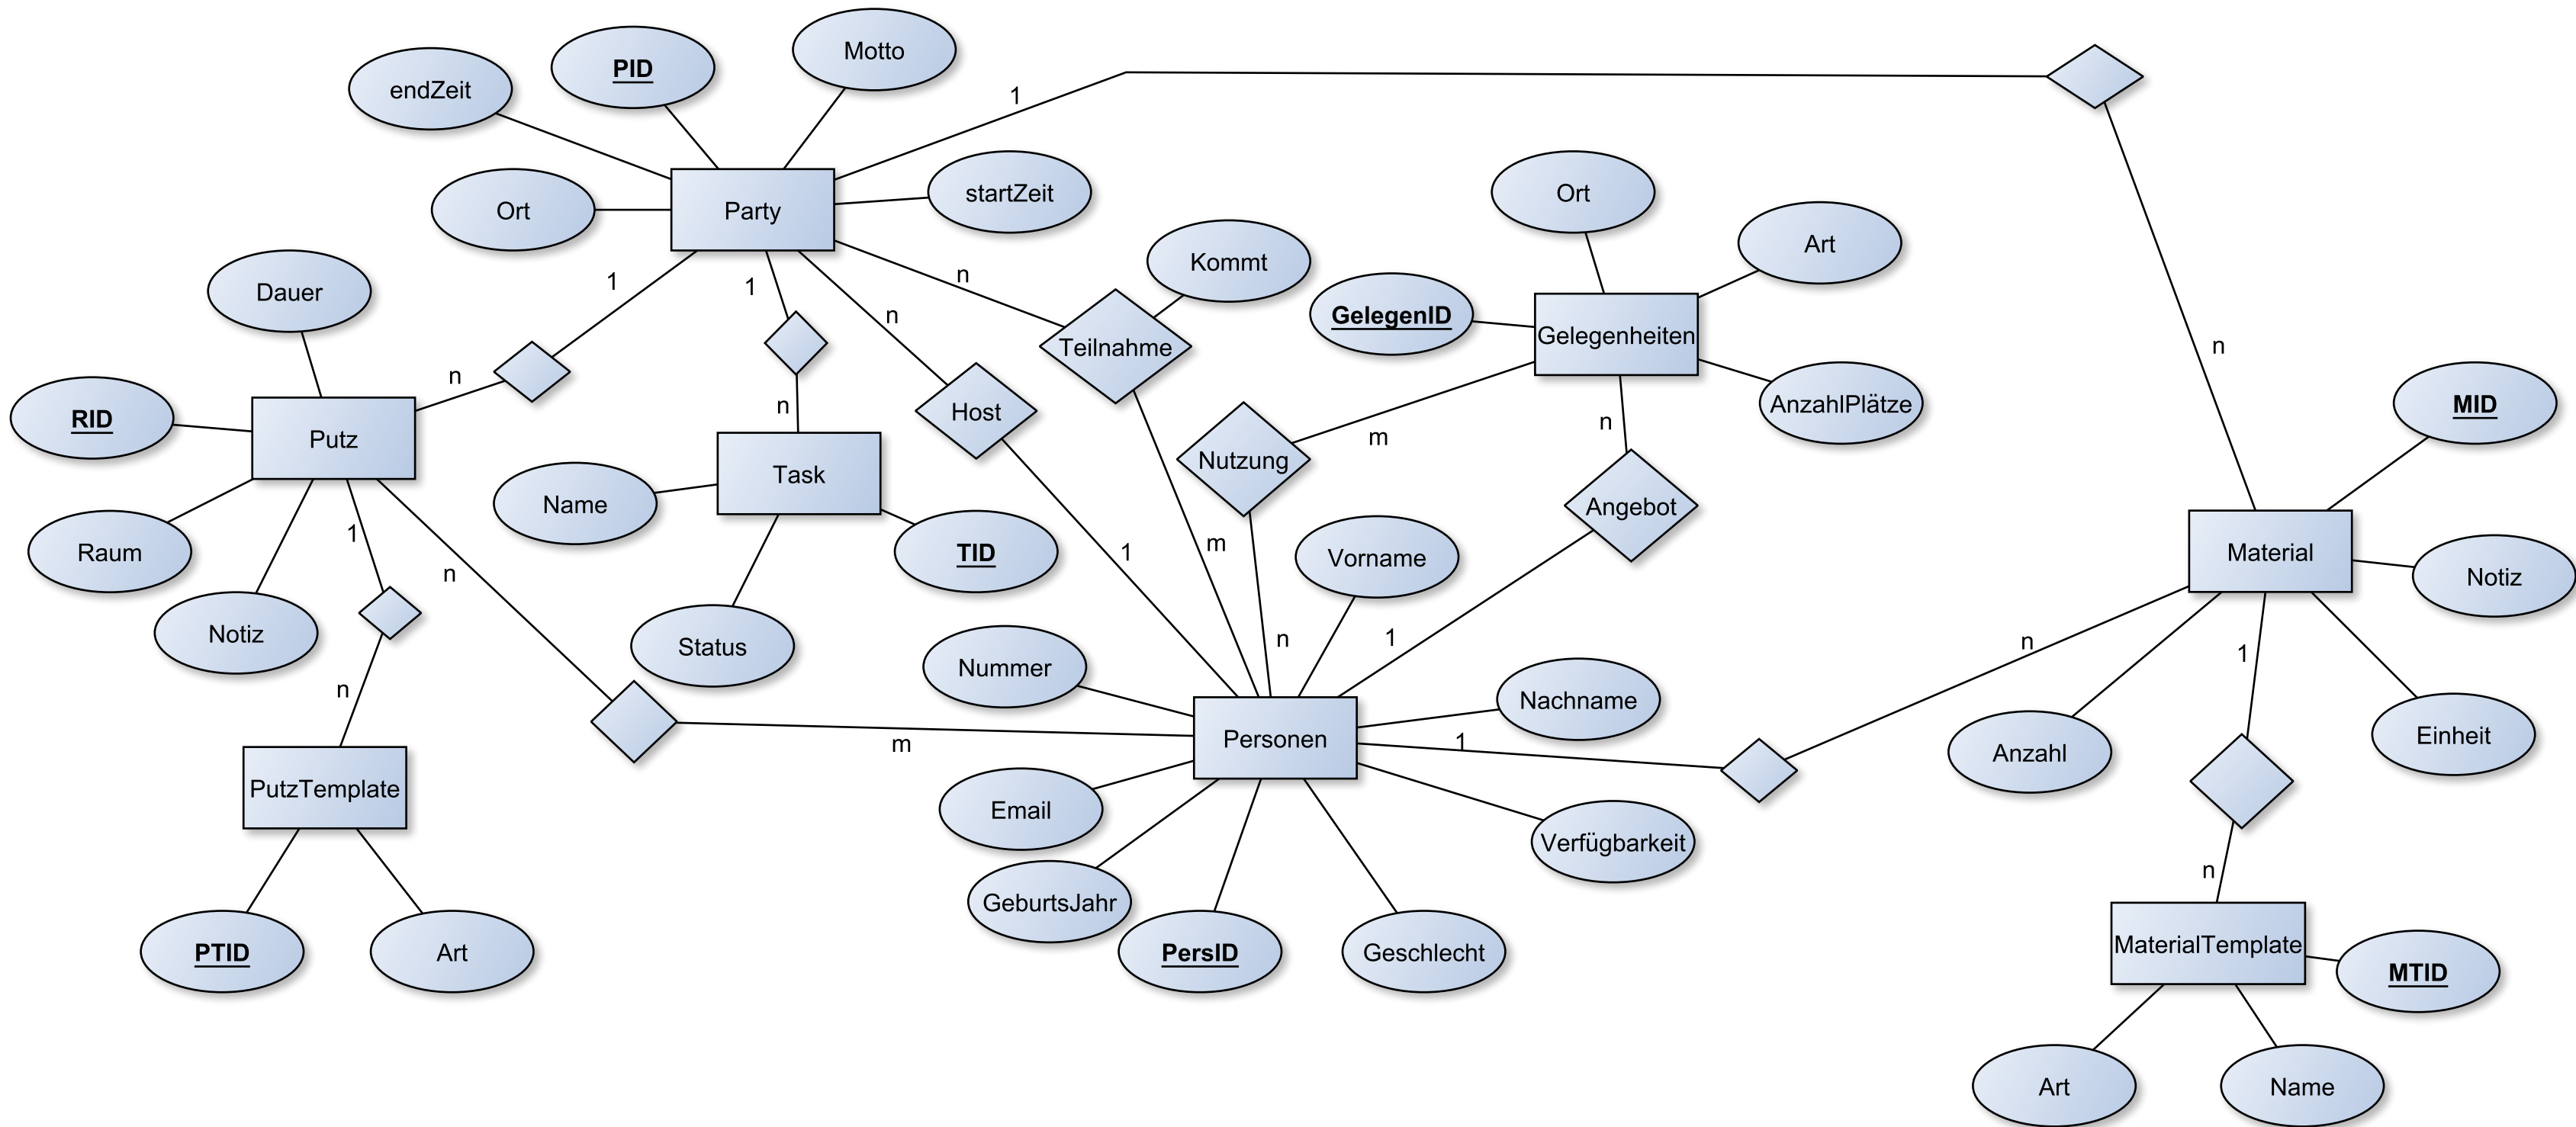 Motto
PID
endZeit
1
Ort
Party
startZeit
Ort
Art
Kommt
n
1
1
Dauer
n
GelegenID
Gelegenheiten
Teilnahme
n
n
n
AnzahlPlätze
MID
n
Host
RID
Putz
m
Nutzung
Name
Task
Angebot
1
n
1
m
TID
Vorname
Material
Notiz
Raum
n
Notiz
Status
n
1
n
1
Nummer
n
Nachname
m
Personen
1
Anzahl
Einheit
PutzTemplate
Email
Verfügbarkeit
n
GeburtsJahr
PTID
Art
PersID
Geschlecht
MaterialTemplate
MTID
Art
Name